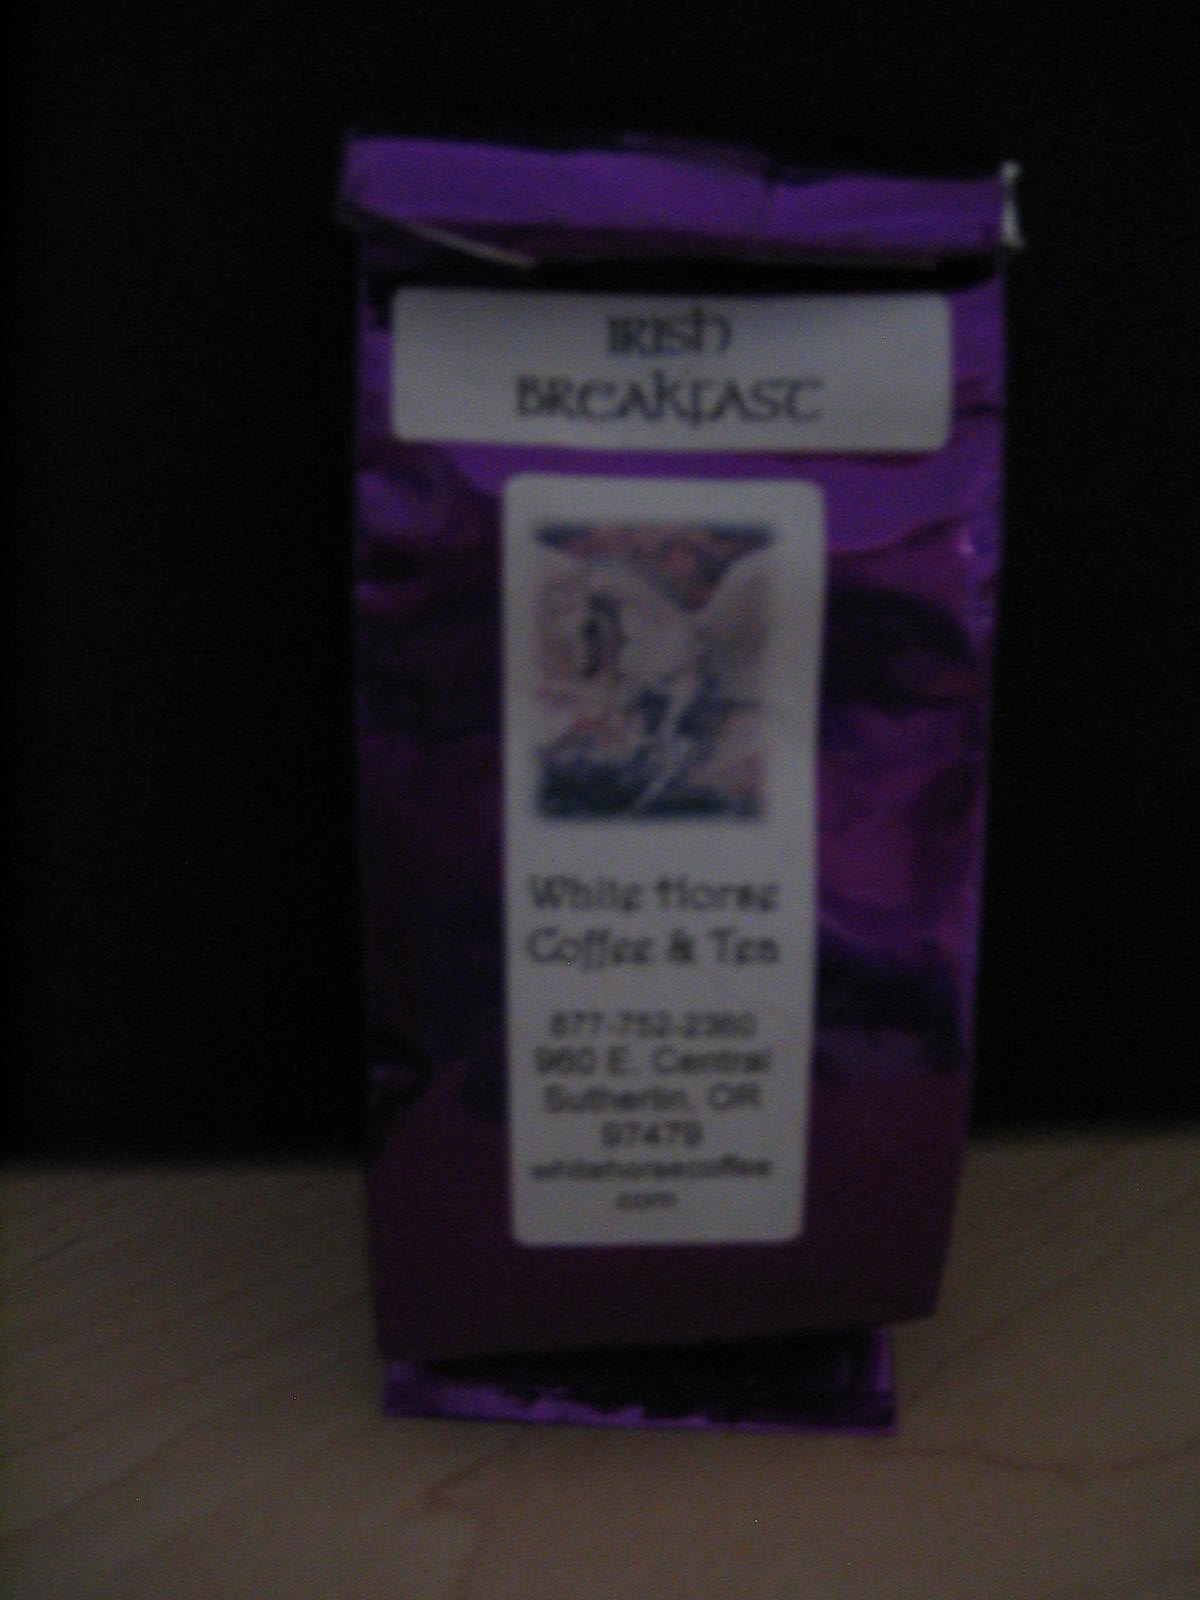 IRISH
BREAKFAST
White Horse
Coffee & Tea
877-752-2360
960 E. Central
Sutherlin, OR
97479
whitehorsecoffee
.com